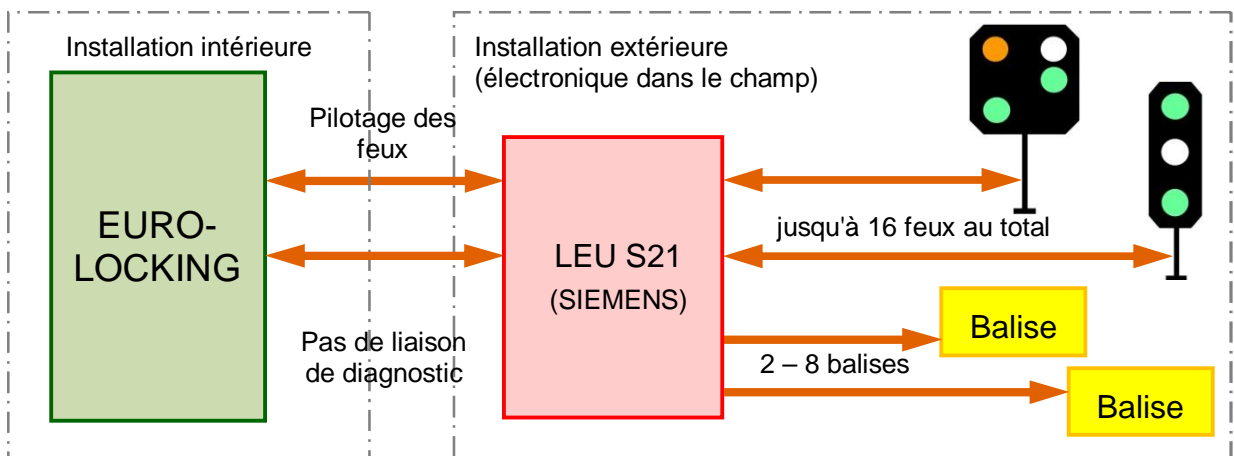 Installation intérieure
EURO-
LOCKING
Pilotage des
feux
Pas de liaison
de diagnostic
Installation extérieure
(électronique dans le champ)
LEU S21
(SIEMENS)
jusqu'à 16 feux au total
2 – 8 balises
Balise
Balise